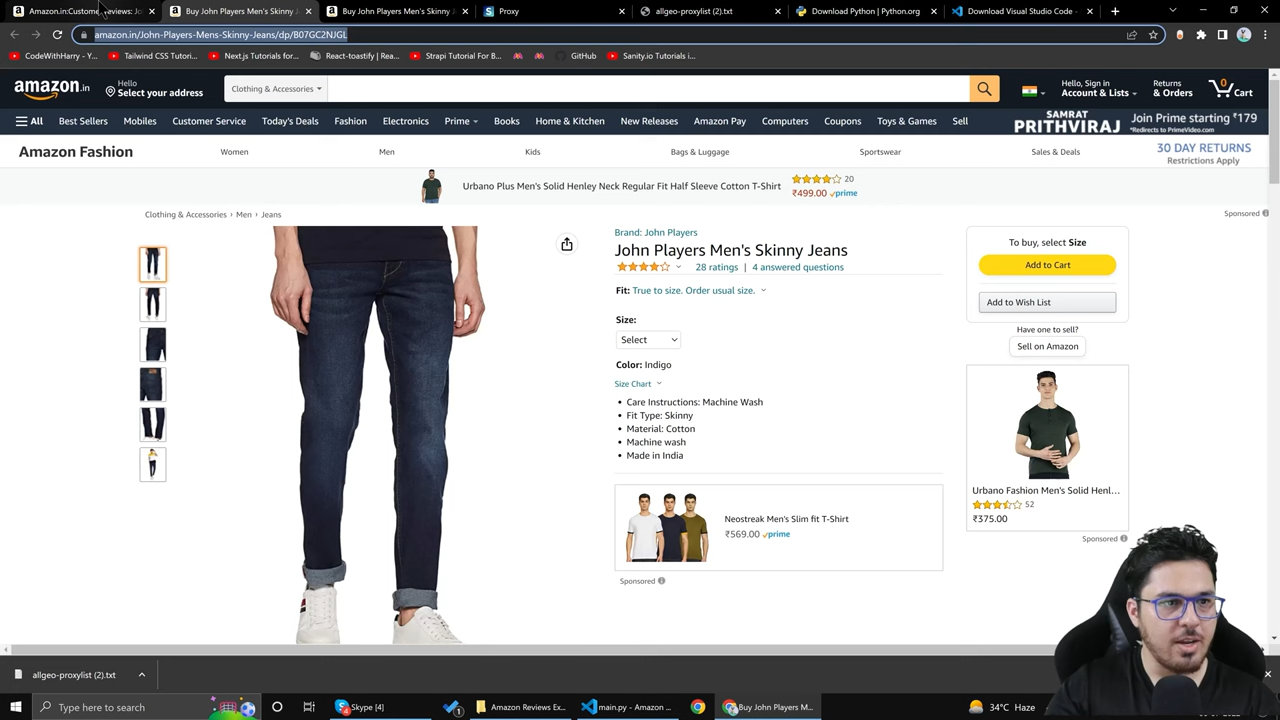 Amazon.in:Customer Reviews: Jo
Buy John Players Men's Skinny J
Buy John Players Men's Skinny J
Proxy
allgeo-proxylist (2).txt
Download Python | Python.org
Download Visual Studio Code -
amazon.in/John-Players-Mens-Skinny-Jeans/dp/B07GC2NJGL
CodeWithHarry - Y...
Tailwind CSS Tutori...
Next.js Tutorials for...
React-toastify | Rea...
Strapi Tutorial For B...
GitHub
Sanity.io Tutorials i...
amazon.in
Hello
Select your address
Clothing & Accessories
Hello, Sign in
Account & Lists
Returns
& Orders
0
Cart
All
Best Sellers
Mobiles
Customer Service
Today's Deals
Fashion
Electronics
Prime
Books
Home & Kitchen
New Releases
Amazon Pay
Computers
Coupons
Toys & Games
Sell
SAMRAT
PRITHVIRAJ
Join Prime starting ₹179
*Redirects to PrimeVideo.com
Amazon Fashion
Women
Men
Kids
Bags & Luggage
Sportswear
Sales & Deals
30 DAY RETURNS
Restrictions Apply
Urbano Plus Men's Solid Henley Neck Regular Fit Half Sleeve Cotton T-Shirt
20
₹499.00 prime
Clothing & Accessories › Men › Jeans
Sponsored
Brand: John Players
John Players Men's Skinny Jeans
28 ratings | 4 answered questions
Fit: True to size. Order usual size.
Size:
Select
Color: Indigo
Size Chart
• Care Instructions: Machine Wash
• Fit Type: Skinny
• Material: Cotton
• Machine wash
• Made in India
Neostreak Men's Slim fit T-Shirt
₹569.00 prime
Sponsored
To buy, select Size
Add to Cart
Add to Wish List
Have one to sell?
Sell on Amazon
Urbano Fashion Men's Solid Henl...
52
₹375.00
Sponsored
allgeo-proxylist (2).txt
Type here to search
Skype [4]
1
Amazon Reviews Ex...
main.py - Amazon ...
Buy John Players M...
34°C Haze